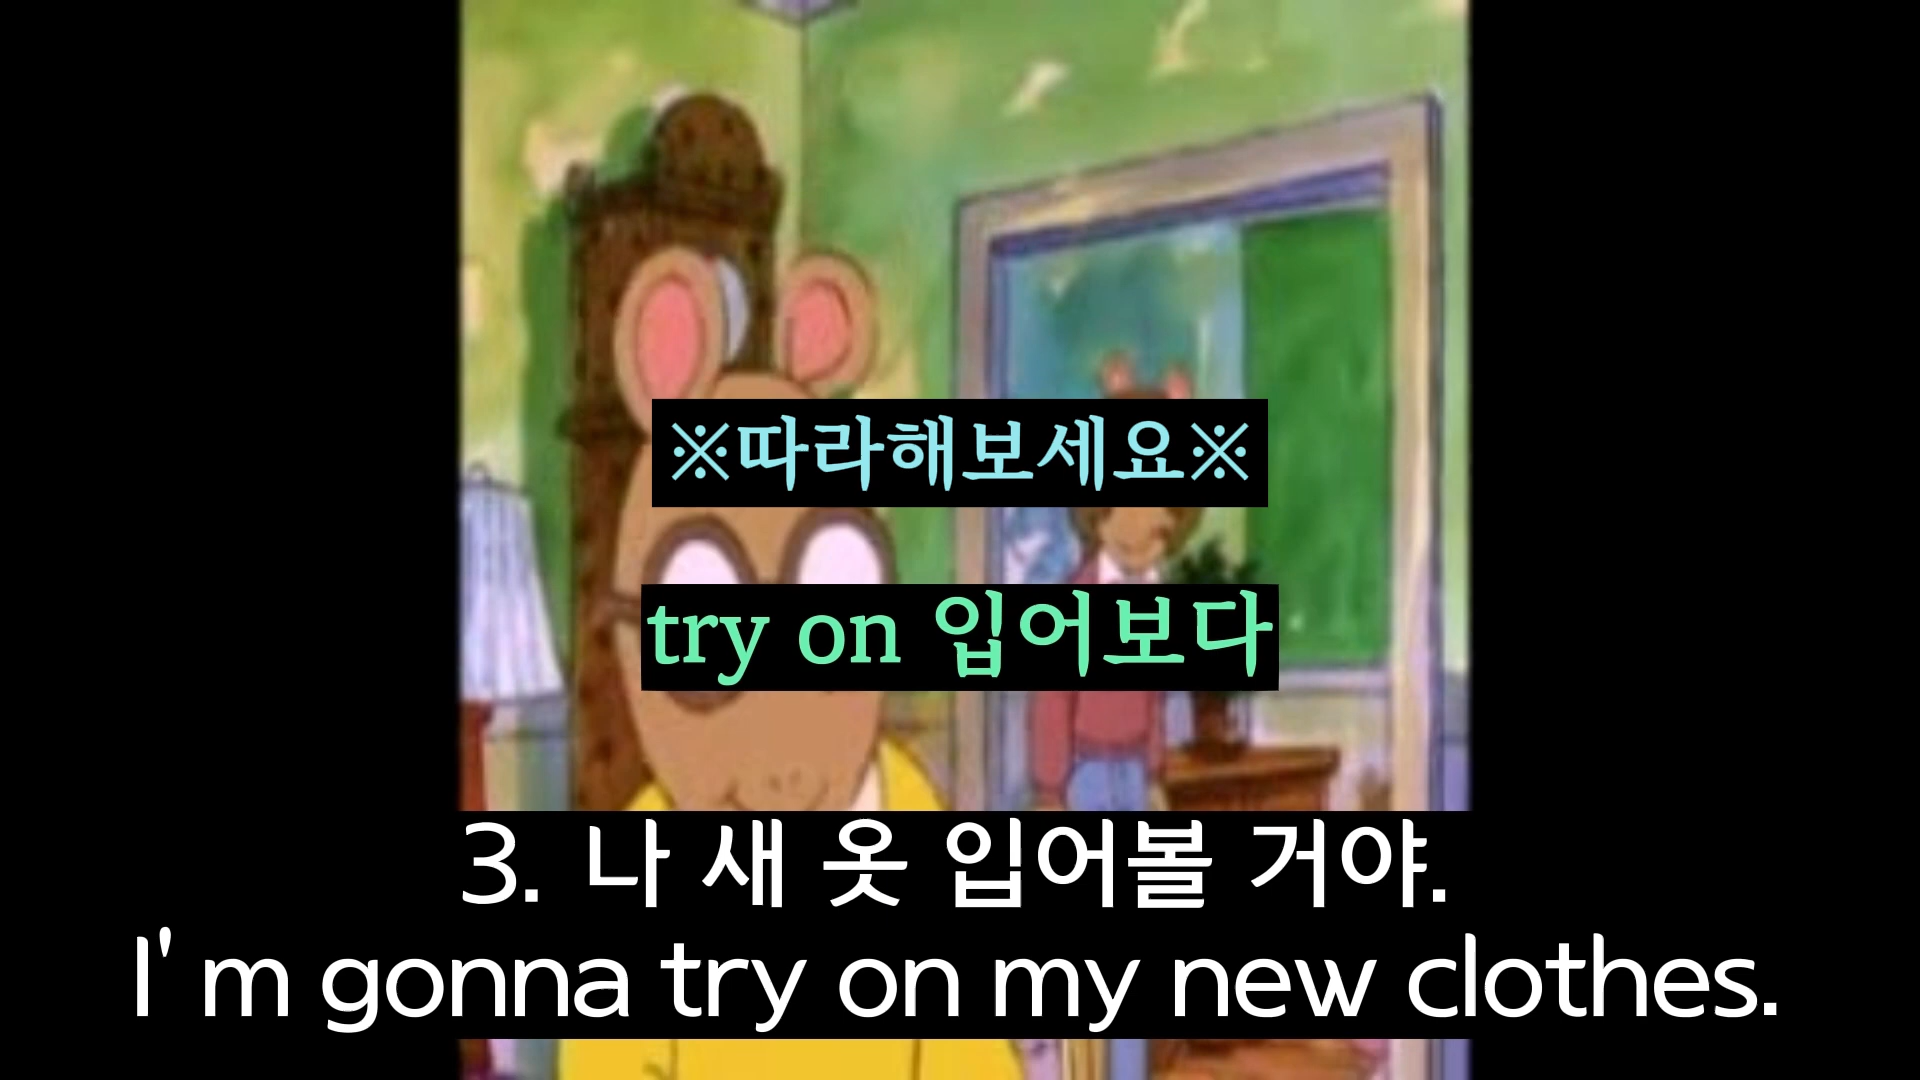 ※따라해보세요※
try on 입어보다
3. 나 새 옷 입어볼 거야.
I'm gonna try on my new clothes.